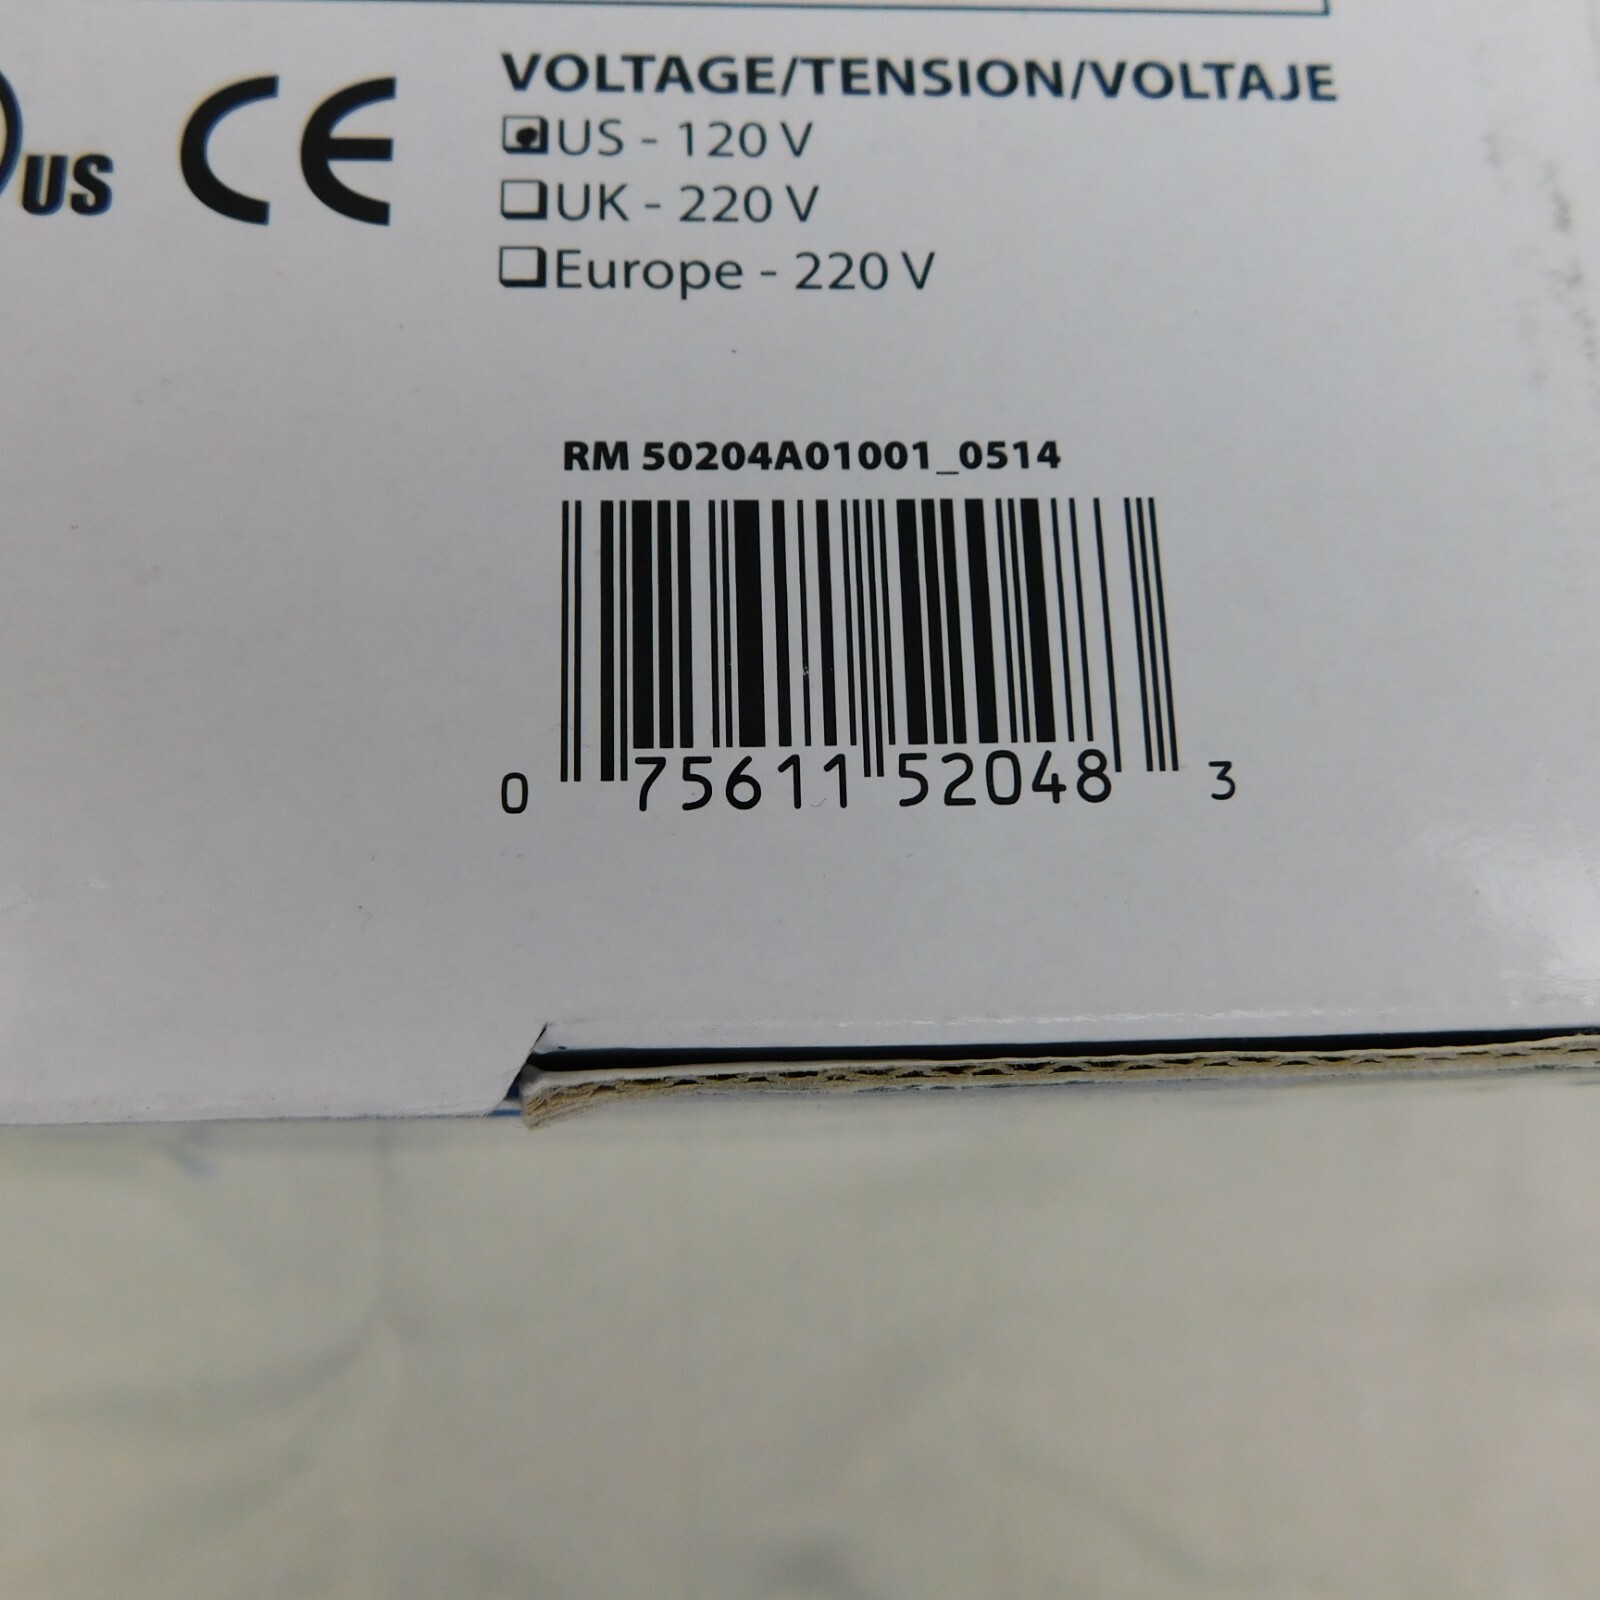 VOLTAGE/TENSION/VOLTAJE
US CE US - 120 V
UK - 220 V
Europe - 220 V
RM 50204A01001_0514
0 75611 52048 3